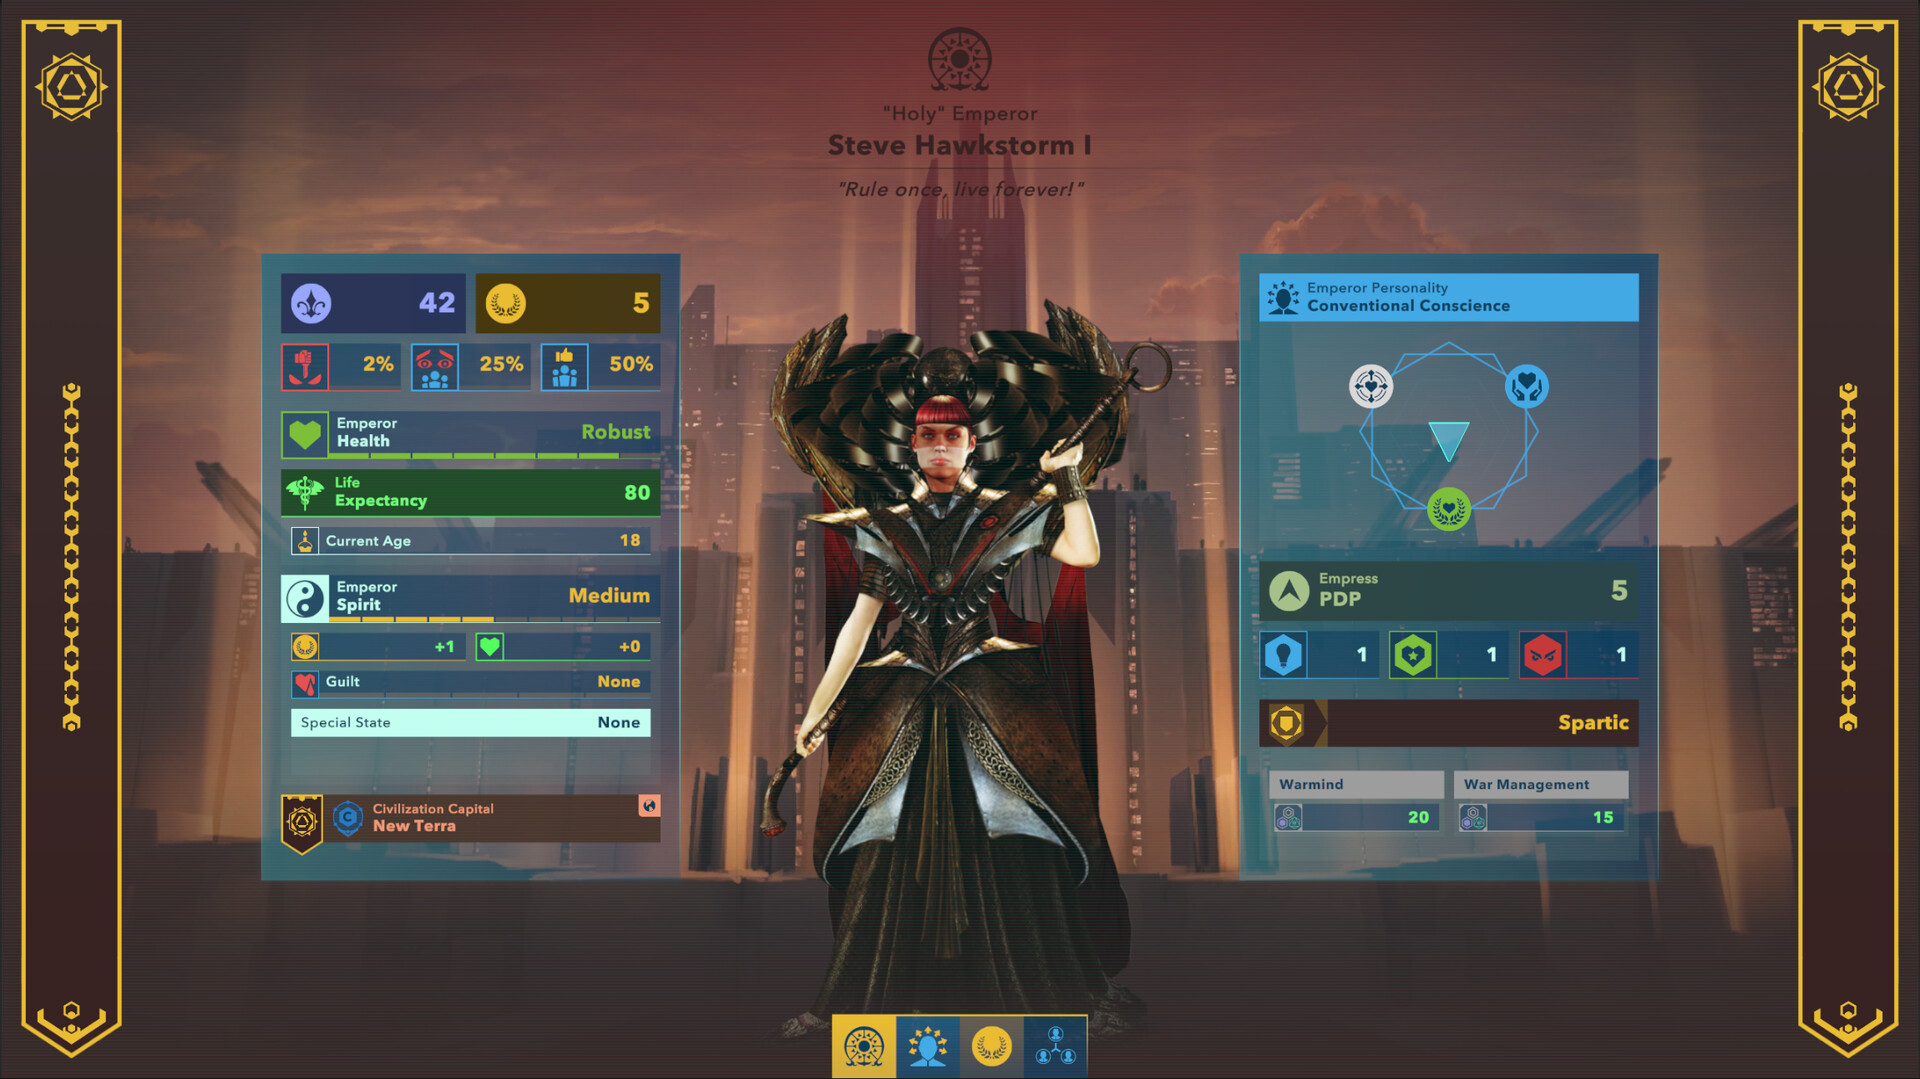 "Holy" Emperor
Steve Hawkstorm I
"Rule once, live forever!"
42
5
2%
25%
50%
Emperor
Health
Robust
Life
Expectancy
80
Current Age
18
Emperor
Spirit
Medium
+1
+0
Guilt
None
Special State
None
C
Civilization Capital
New Terra
Emperor Personality
Conventional Conscience
Empress
PDP
5
1
1
1
Spartic
Warmind
War Management
20
15